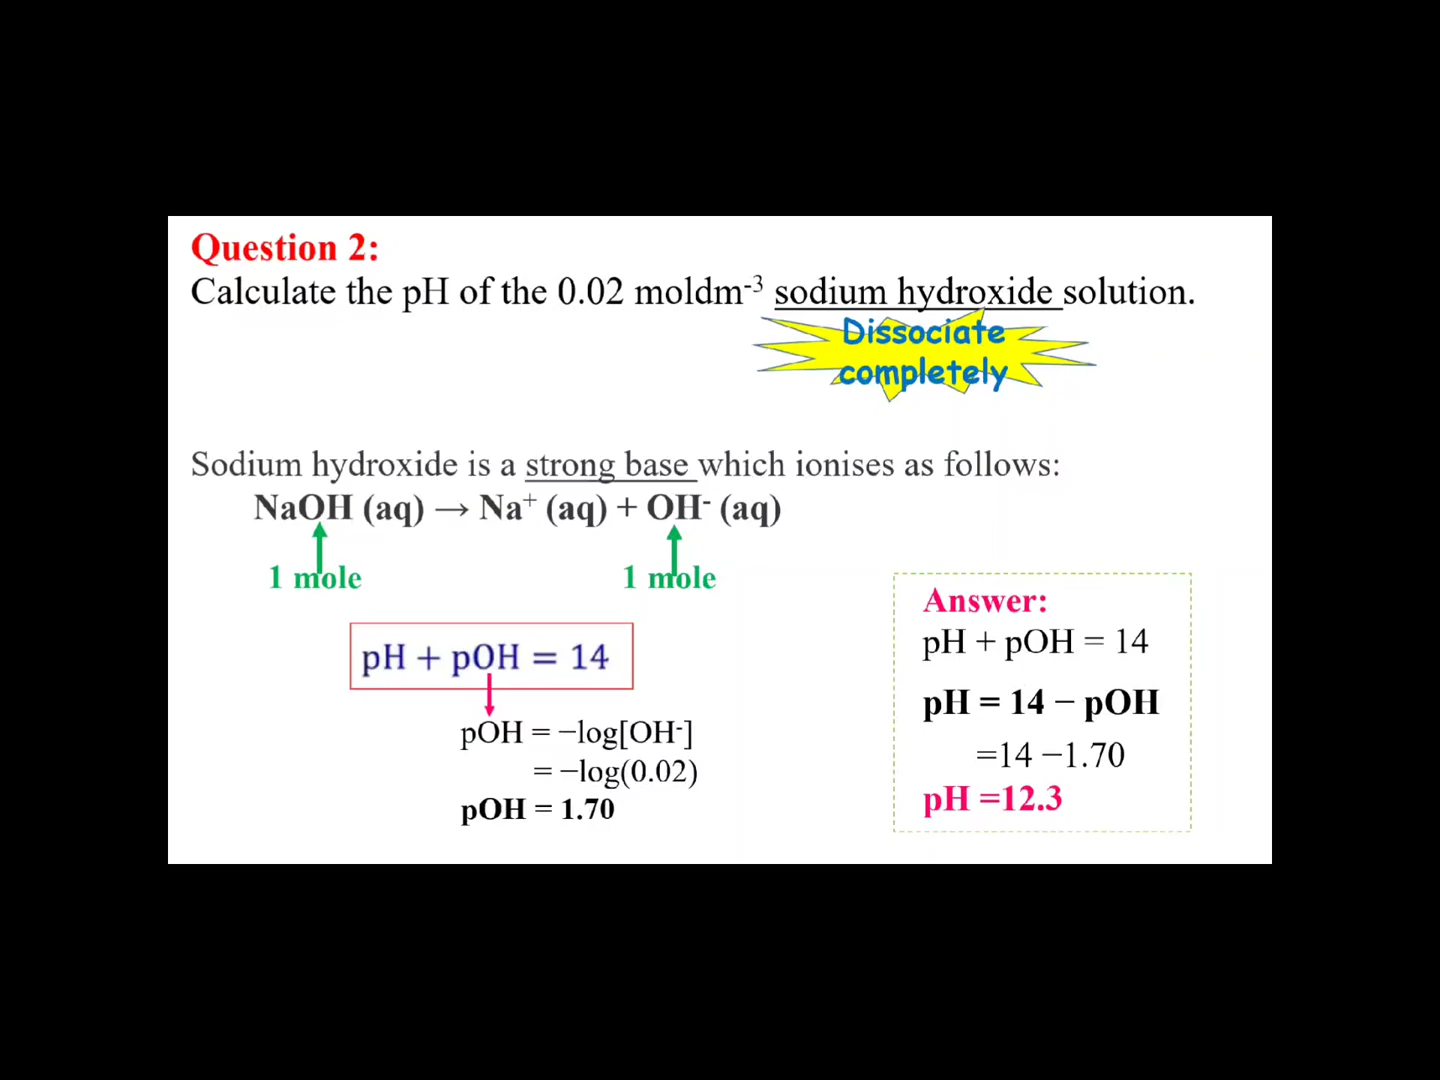 Question 2:
Calculate the pH of the 0.02 moldm⁻³ sodium hydroxide solution.
Dissociate
completely
Sodium hydroxide is a strong base which ionises as follows:
NaOH (aq) → Na⁺ (aq) + OH⁻ (aq)
1 mole 1 mole
pH + pOH = 14
pOH = −log[OH⁻]
= −log(0.02)
pOH = 1.70
Answer:
pH + pOH = 14
pH = 14 − pOH
=14 −1.70
pH =12.3